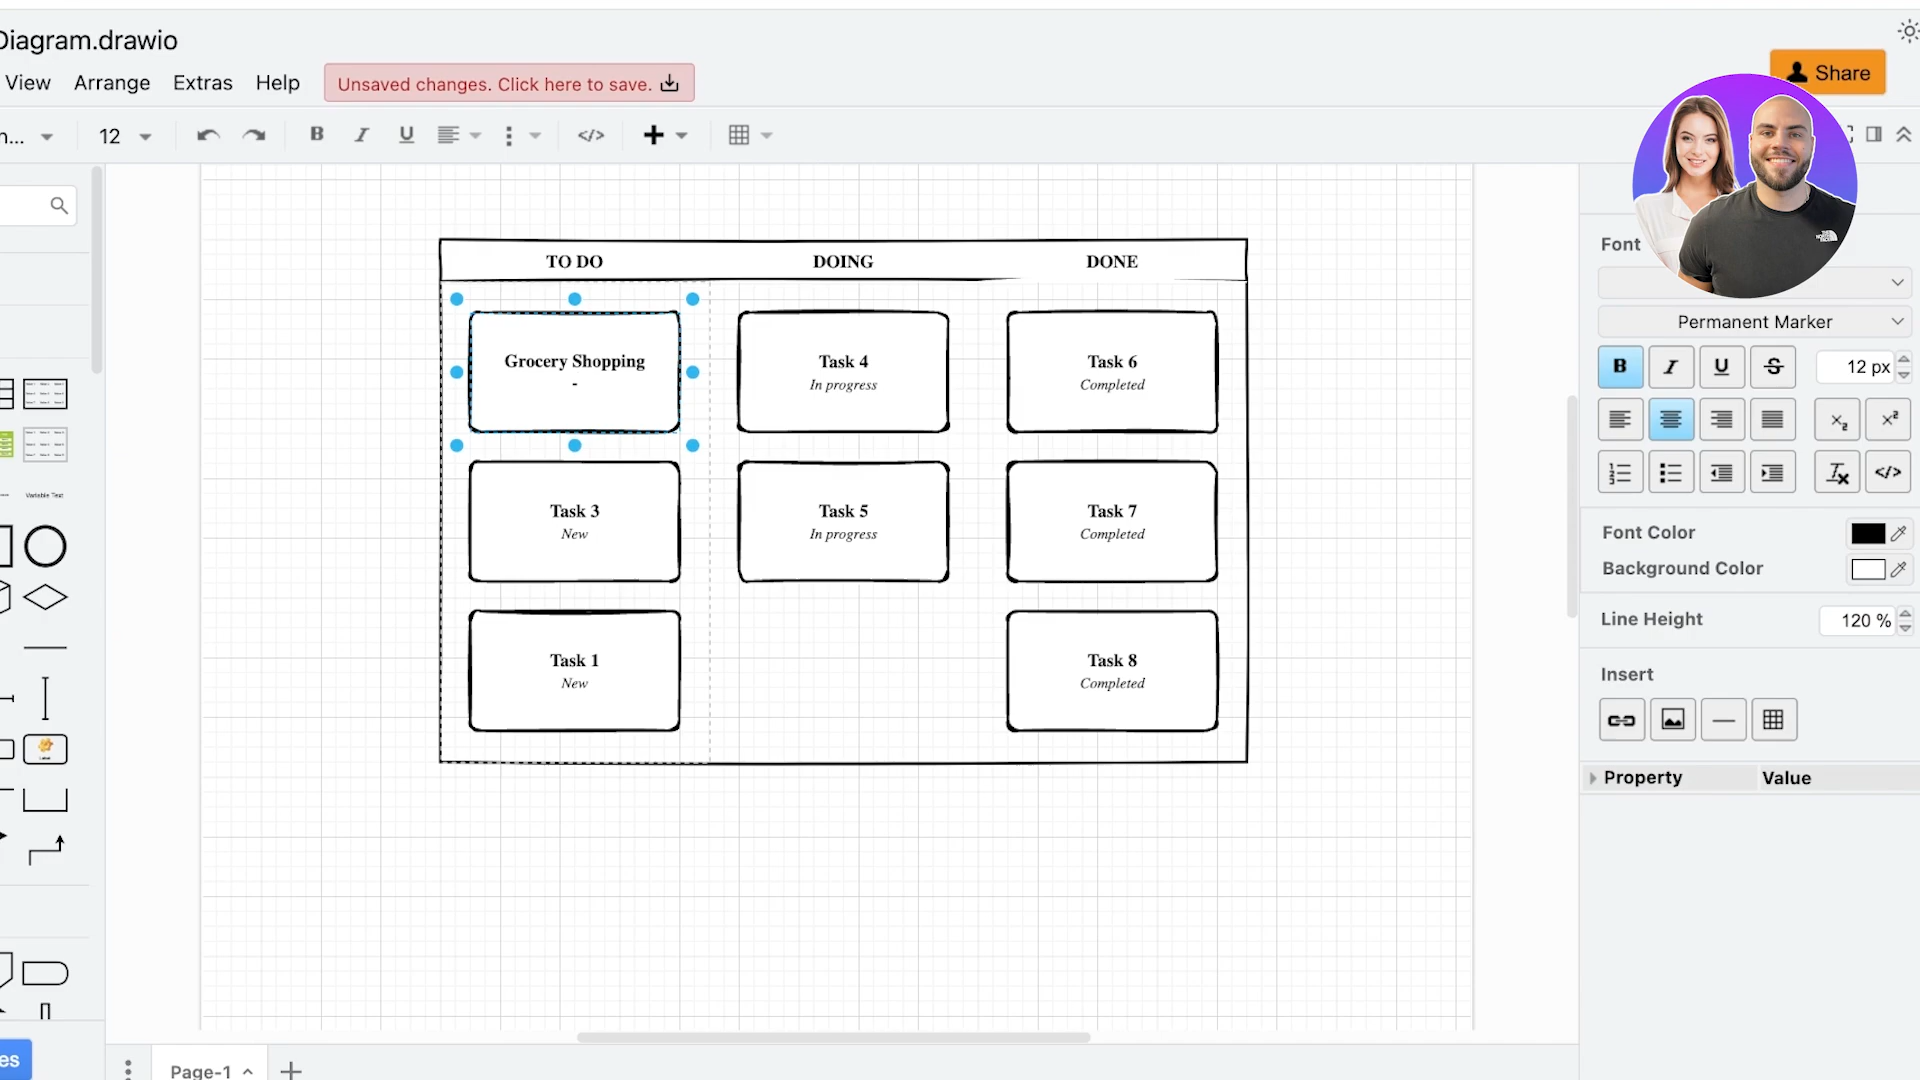 Diagram.drawio
View Arrange Extras Help Unsaved changes. Click here to save. Share
12 B I U
Font
Permanent Marker
B I U S 12 px
Font Color
Background Color
Line Height 120 %
Insert
Property Value
TO DO DOING DONE
Grocery Shopping
-
Task 4
In progress
Task 6
Completed
Task 3
New
Task 5
In progress
Task 7
Completed
Task 1
New
Task 8
Completed
Variable Text
Label
Page-1